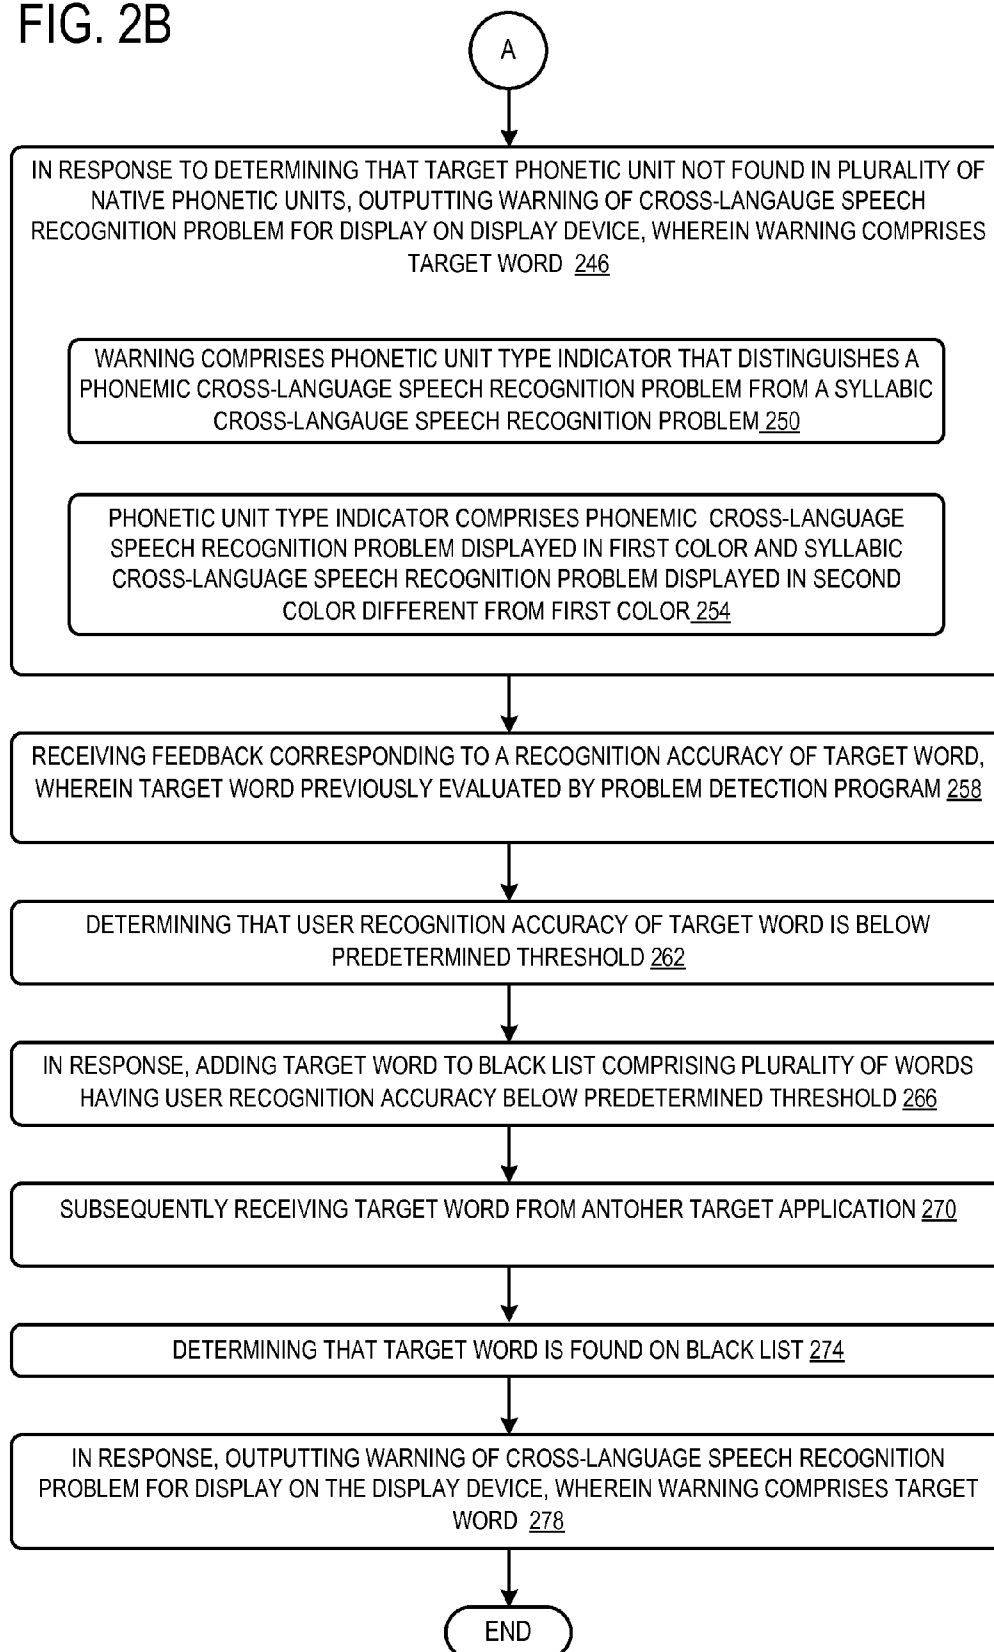 FIG. 2B
A
IN RESPONSE TO DETERMINING THAT TARGET PHONETIC UNIT NOT FOUND IN PLURALITY OF
NATIVE PHONETIC UNITS, OUTPUTTING WARNING OF CROSS-LANGAUGE SPEECH
RECOGNITION PROBLEM FOR DISPLAY ON DISPLAY DEVICE, WHEREIN WARNING COMPRISES
TARGET WORD 246
WARNING COMPRISES PHONETIC UNIT TYPE INDICATOR THAT DISTINGUISHES A
PHONEMIC CROSS-LANGUAGE SPEECH RECOGNITION PROBLEM FROM A SYLLABIC
CROSS-LANGAUGE SPEECH RECOGNITION PROBLEM 250
PHONETIC UNIT TYPE INDICATOR COMPRISES PHONEMIC CROSS-LANGUAGE
SPEECH RECOGNITION PROBLEM DISPLAYED IN FIRST COLOR AND SYLLABIC
CROSS-LANGUAGE SPEECH RECOGNITION PROBLEM DISPLAYED IN SECOND
COLOR DIFFERENT FROM FIRST COLOR 254
RECEIVING FEEDBACK CORRESPONDING TO A RECOGNITION ACCURACY OF TARGET WORD,
WHEREIN TARGET WORD PREVIOUSLY EVALUATED BY PROBLEM DETECTION PROGRAM 258
DETERMINING THAT USER RECOGNITION ACCURACY OF TARGET WORD IS BELOW
PREDETERMINED THRESHOLD 262
IN RESPONSE, ADDING TARGET WORD TO BLACK LIST COMPRISING PLURALITY OF WORDS
HAVING USER RECOGNITION ACCURACY BELOW PREDETERMINED THRESHOLD 266
SUBSEQUENTLY RECEIVING TARGET WORD FROM ANTOHER TARGET APPLICATION 270
DETERMINING THAT TARGET WORD IS FOUND ON BLACK LIST 274
IN RESPONSE, OUTPUTTING WARNING OF CROSS-LANGUAGE SPEECH RECOGNITION
PROBLEM FOR DISPLAY ON THE DISPLAY DEVICE, WHEREIN WARNING COMPRISES TARGET
WORD 278
END